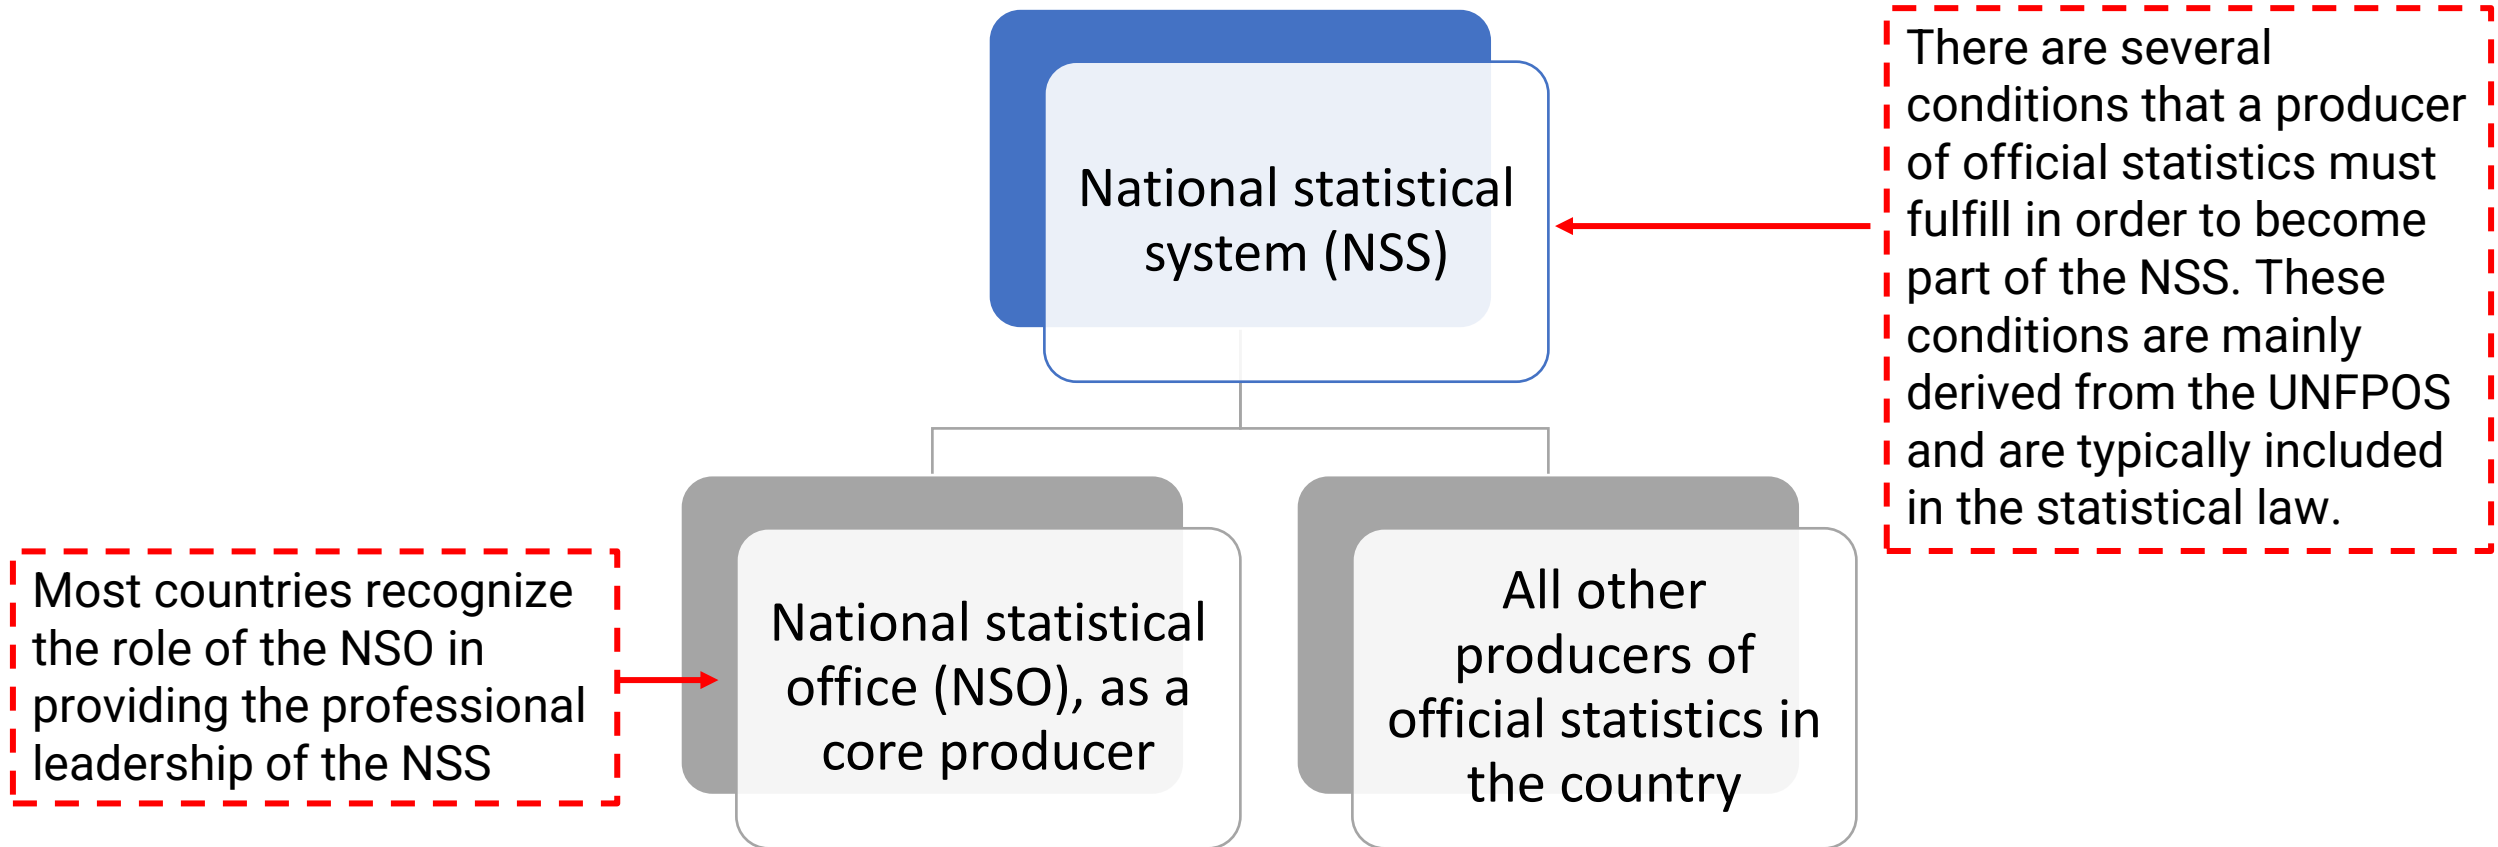 National statistical
system (NSS)
There are several
conditions that a producer
of official statistics must
fulfill in order to become
part of the NSS. These
conditions are mainly
derived from the UNFPOS
and are typically included
in the statistical law.
Most countries recognize
the role of the NSO in
providing the professional
leadership of the NSS
National statistical
office (NSO), as a
core producer
All other
producers of
official statistics in
the country